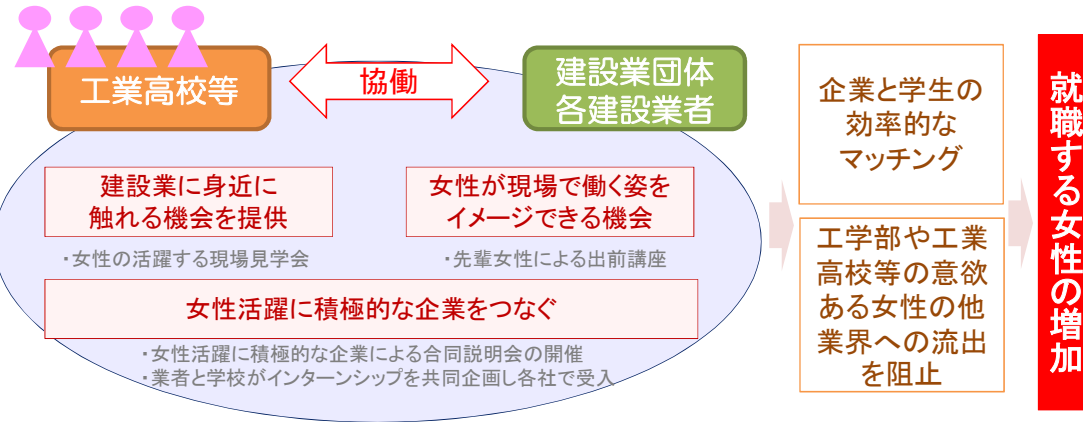 工業高校等
協働
建設業団体
各建設業者
建設業に身近に
触れる機会を提供
・女性の活躍する現場見学会
女性が現場で働く姿を
イメージできる機会
・先輩女性による出前講座
女性活躍に積極的な企業をつなぐ
・女性活躍に積極的な企業による合同説明会の開催
・業者と学校がインターンシップを共同企画し各社で受入
企業と学生の
効率的な
マッチング
工学部や工業
高校等の意欲
ある女性の他
業界への流出
を阻止
就職する女性の増加